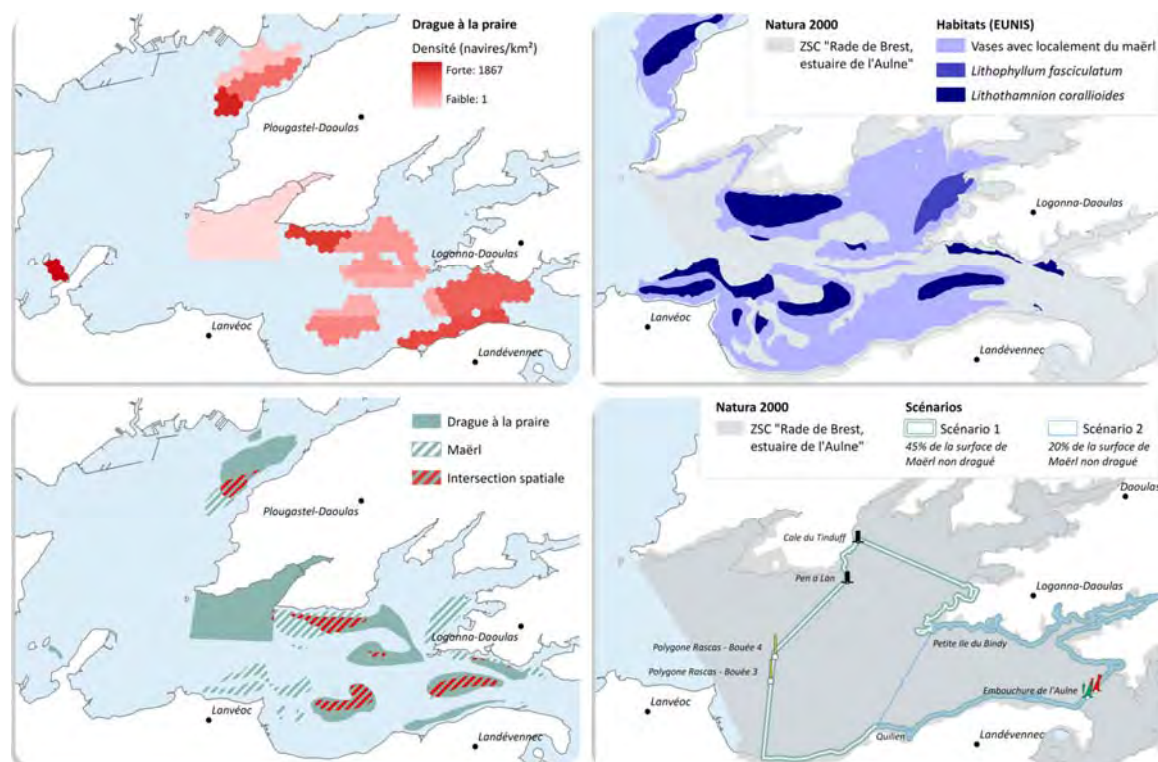 Drague à la praire
Densité (navires/km²)
Forte: 1867
Faible: 1
Plougastel-Daoulas
Logonna-Daoulas
Lanvéoc
Landévennec
Natura 2000
ZSC "Rade de Brest,
estuaire de l'Aulne"
Habitats (EUNIS)
Vases avec localement du maërl
Lithophyllum fasciculatum
Lithothamnion corallioides
Logonna-Daoulas
Lanvéoc
Landévennec
Drague à la praire
Maërl
Intersection spatiale
Plougastel-Daoulas
Logonna-Daoulas
Lanvéoc
Landévennec
Natura 2000
ZSC "Rade de Brest,
estuaire de l'Aulne"
Scénarios
Scénario 1
45% de la surface de
Maërl non dragué
Scénario 2
20% de la surface de
Maërl non dragué
Daoulas
Cale du Tinduff
Pen a Lan
Logonna-Daoulas
Polygone Rascas - Bouée 4
Petite Ile du Bindy
Polygone Rascas - Bouée 3
Embouchure de l'Aulne
Lanvéoc
Quilien
Landévennec